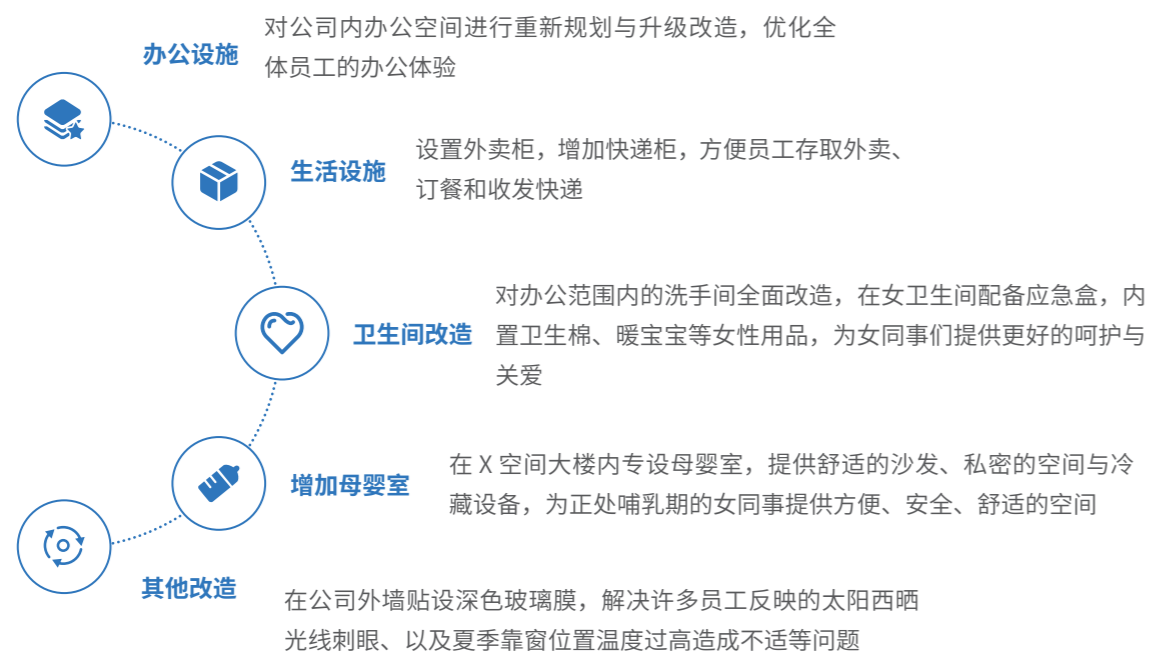 办公设施
对公司内办公空间进行重新规划与升级改造，优化全
体员工的办公体验
生活设施
设置外卖柜，增加快递柜，方便员工存取外卖、
订餐和收发快递
卫生间改造
对办公范围内的洗手间全面改造，在女卫生间配备应急盒，内
置卫生棉、暖宝宝等女性用品，为女同事们提供更好的呵护与
关爱
增加母婴室
在 X 空间大楼内专设母婴室，提供舒适的沙发、私密的空间与冷
藏设备，为正处哺乳期的女同事提供方便、安全、舒适的空间
其他改造
在公司外墙贴设深色玻璃膜，解决许多员工反映的太阳西晒
光线刺眼、以及夏季靠窗位置温度过高造成不适等问题